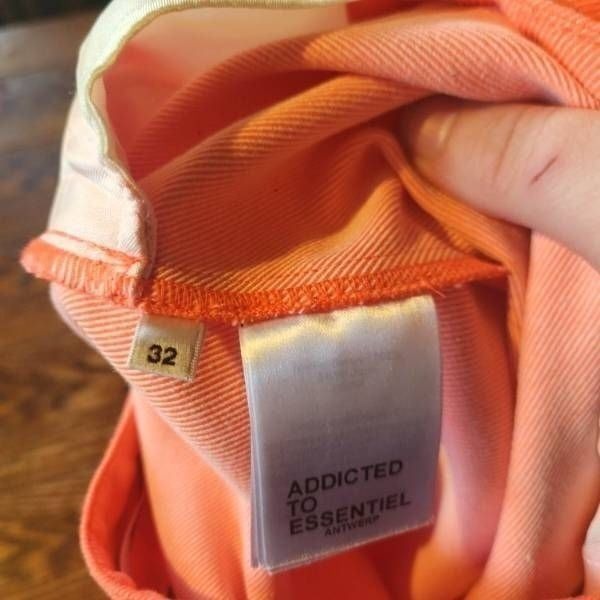 32
ADDICTED
TO
ESSENTIEL
ANTWERP